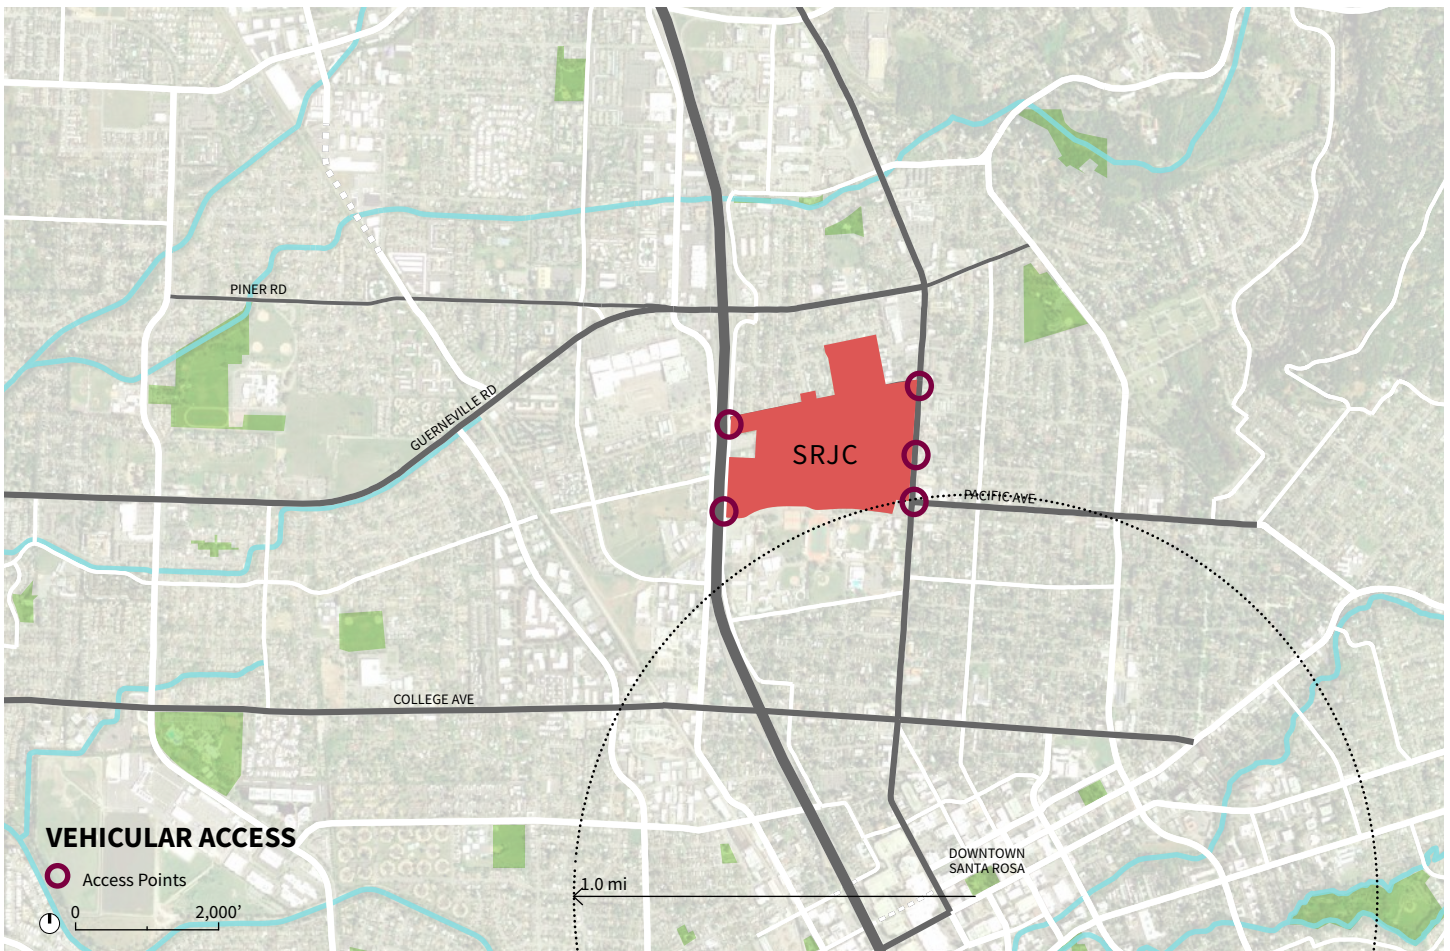 PINER RD
GUERNEVILLE RD
SRJC
PACIFIC AVE
COLLEGE AVE
VEHICULAR ACCESS
Access Points
0 2,000’
1.0 mi
DOWNTOWN
SANTA ROSA